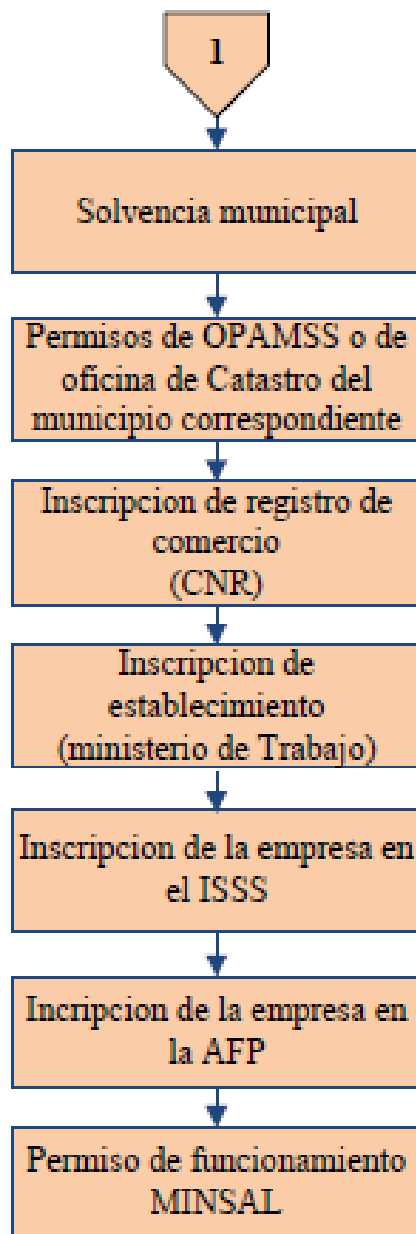 1
Solvencia municipal
Permisos de OPAMSS o de
oficina de Catastro del
municipio correspondiente
Inscripcion de registro de
comercio
(CNR)
Inscripcion de
establecimiento
(ministerio de Trabajo)
Inscripcion de la empresa en
el ISSS
Incripcion de la empresa en
la AFP
Permiso de funcionamiento
MINSAL